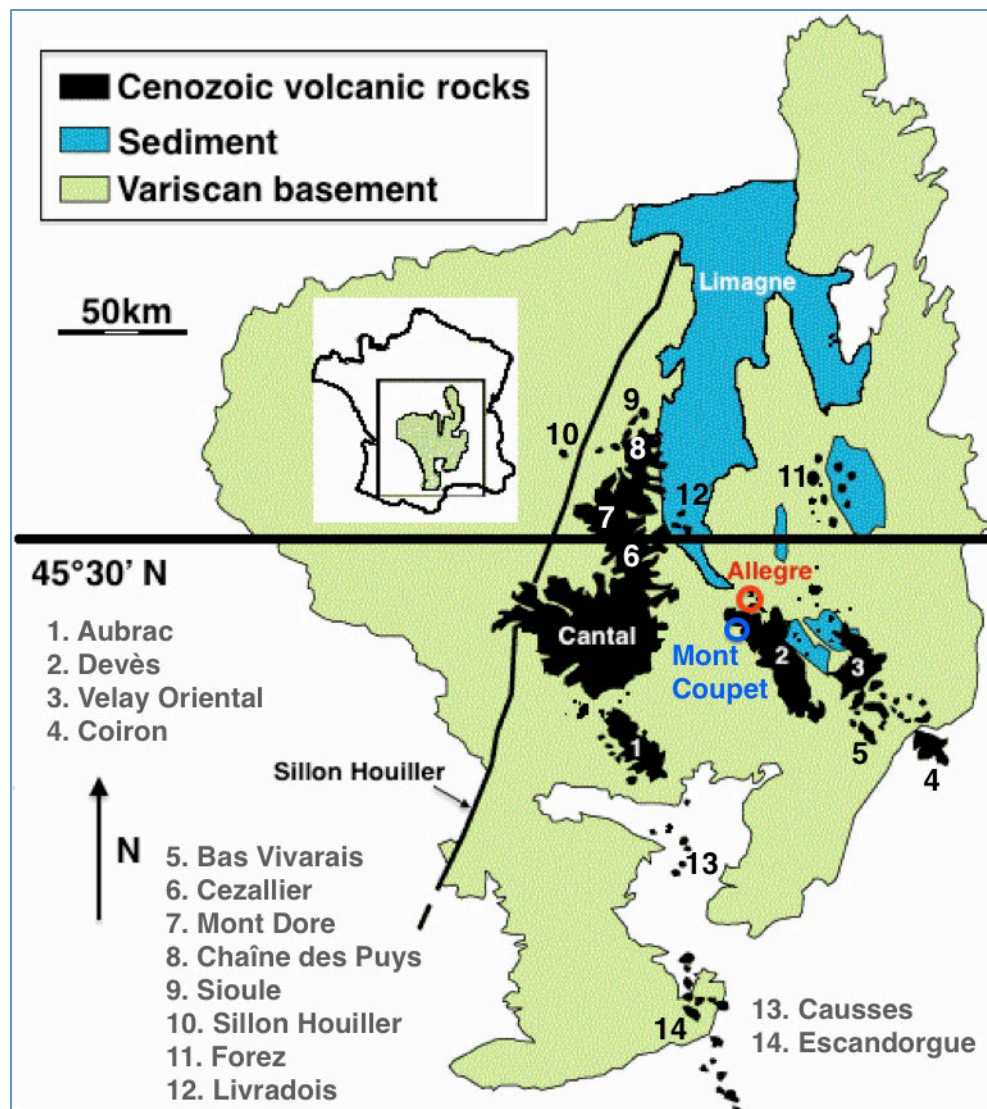 Cenozoic volcanic rocks
Sediment
Variscan basement
Limagne
50km
9
10
8
11
12
7
6
45°30’ N
Allegre
1. Aubrac
2. Devès
3. Velay Oriental
4. Coiron
Cantal
Mont
Coupet
2
3
1
5
4
Sillon Houiller
N
13
5. Bas Vivarais
6. Cezallier
7. Mont Dore
8. Chaîne des Puys
9. Sioule
10. Sillon Houiller
11. Forez
12. Livradois
14
13. Causses
14. Escandorgue